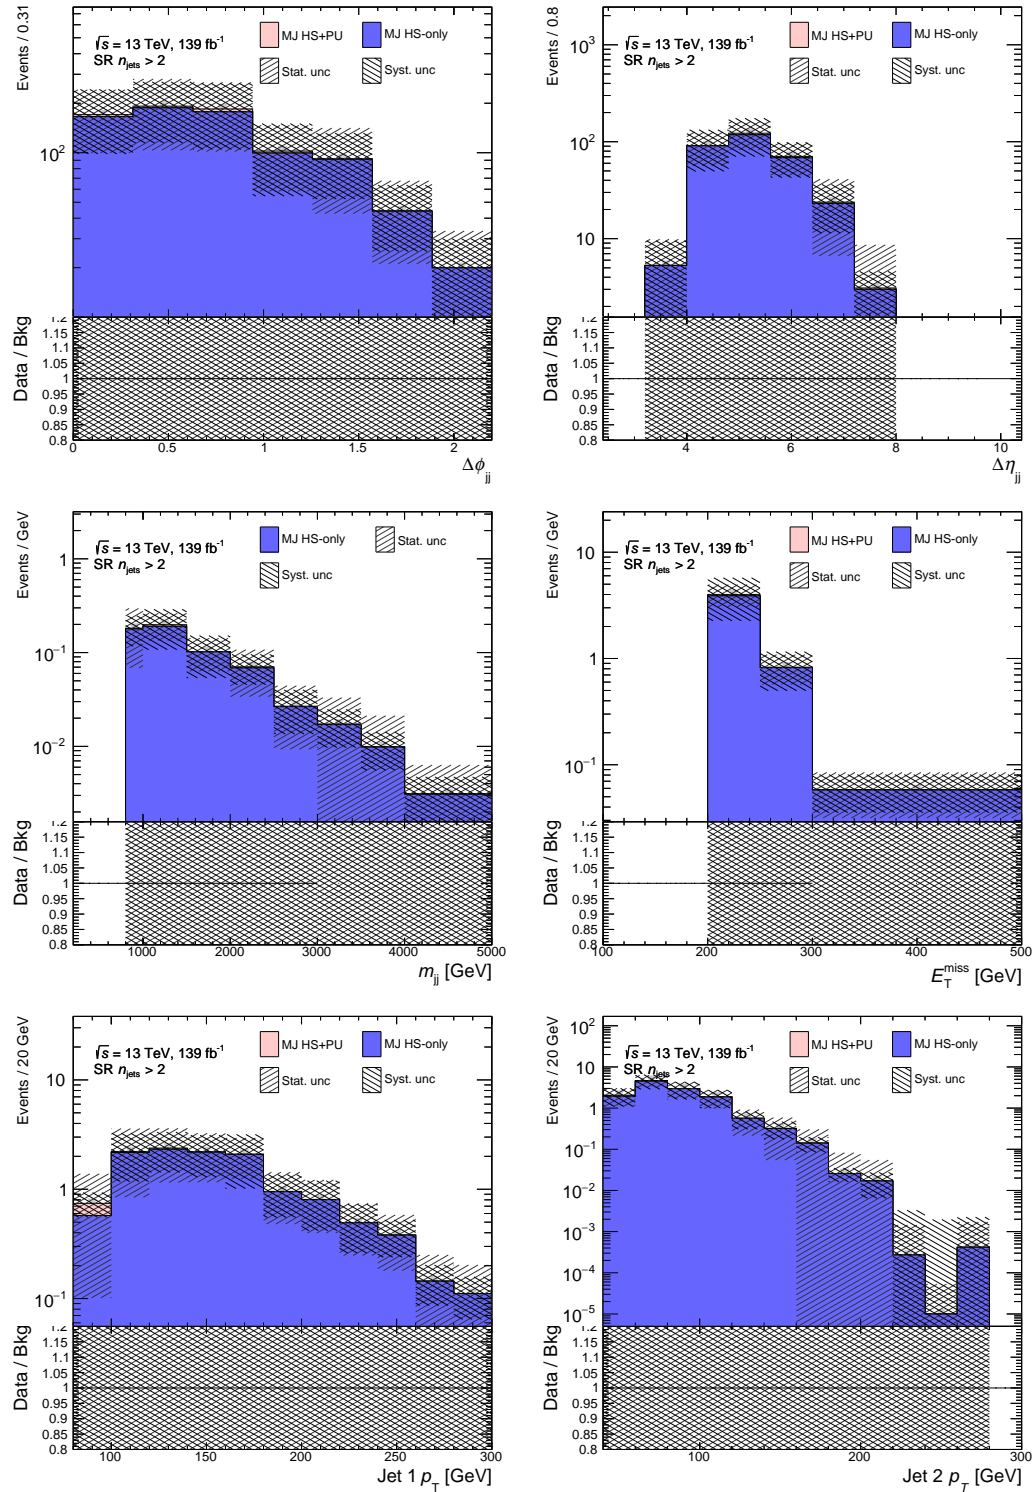 Events / 0.31
√s = 13 TeV, 139 fb⁻¹
SR n_jets > 2
MJ HS+PU
MJ HS-only
Stat. unc
Syst. unc
10²
Data / Bkg
1.2
1.15
1.1
1.05
1
0.95
0.9
0.85
0.8
0 0.5 1 1.5 2
Δϕ_jj
Events / 0.8
√s = 13 TeV, 139 fb⁻¹
SR n_jets > 2
MJ HS+PU
MJ HS-only
Stat. unc
Syst. unc
10³
10²
10
Data / Bkg
1.2
1.15
1.1
1.05
1
0.95
0.9
0.85
0.8
4 6 8 10
Δη_jj
Events / GeV
√s = 13 TeV, 139 fb⁻¹
SR n_jets > 2
MJ HS-only
Stat. unc
Syst. unc
1
10⁻¹
10⁻²
Data / Bkg
1.2
1.15
1.1
1.05
1
0.95
0.9
0.85
0.8
1000 2000 3000 4000 5000
m_jj [GeV]
Events / GeV
√s = 13 TeV, 139 fb⁻¹
SR n_jets > 2
MJ HS+PU
MJ HS-only
Stat. unc
Syst. unc
10
1
10⁻¹
Data / Bkg
1.2
1.15
1.1
1.05
1
0.95
0.9
0.85
0.8
100 200 300 400 500
E_T^miss [GeV]
Events / 20 GeV
√s = 13 TeV, 139 fb⁻¹
SR n_jets > 2
MJ HS+PU
MJ HS-only
Stat. unc
Syst. unc
10
1
10⁻¹
Data / Bkg
1.2
1.15
1.1
1.05
1
0.95
0.9
0.85
0.8
100 150 200 250 300
Jet 1 p_T [GeV]
Events / 20 GeV
√s = 13 TeV, 139 fb⁻¹
SR n_jets > 2
MJ HS+PU
MJ HS-only
Stat. unc
Syst. unc
10²
10
1
10⁻¹
10⁻²
10⁻³
10⁻⁴
10⁻⁵
Data / Bkg
1.2
1.15
1.1
1.05
1
0.95
0.9
0.85
0.8
100 200 300
Jet 2 p_T [GeV]